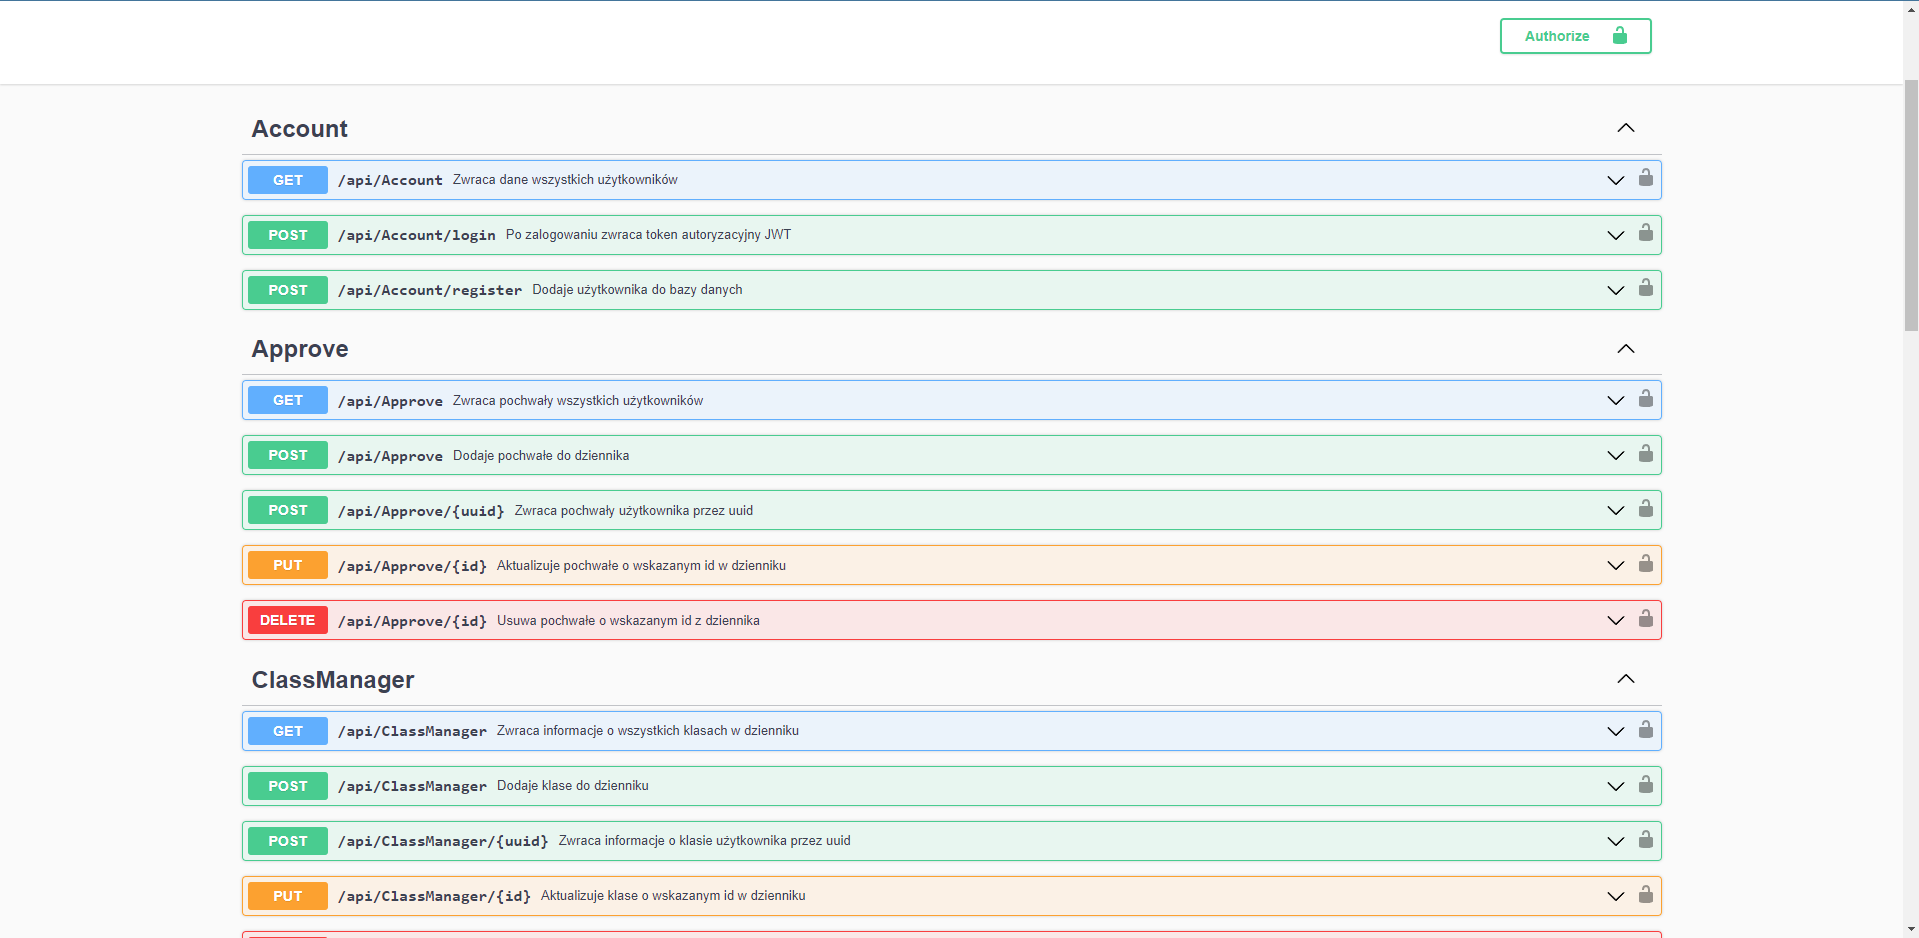 Authorize
Account
GET /api/Account Zwraca dane wszystkich użytkowników
POST /api/Account/login Po zalogowaniu zwraca token autoryzacyjny JWT
POST /api/Account/register Dodaje użytkownika do bazy danych
Approve
GET /api/Approve Zwraca pochwały wszystkich użytkowników
POST /api/Approve Dodaje pochwałe do dziennika
POST /api/Approve/{uuid} Zwraca pochwały użytkownika przez uuid
PUT /api/Approve/{id} Aktualizuje pochwałe o wskazanym id w dzienniku
DELETE /api/Approve/{id} Usuwa pochwałe o wskazanym id z dziennika
ClassManager
GET /api/ClassManager Zwraca informacje o wszystkich klasach w dzienniku
POST /api/ClassManager Dodaje klase do dzienniku
POST /api/ClassManager/{uuid} Zwraca informacje o klasie użytkownika przez uuid
PUT /api/ClassManager/{id} Aktualizuje klase o wskazanym id w dzienniku